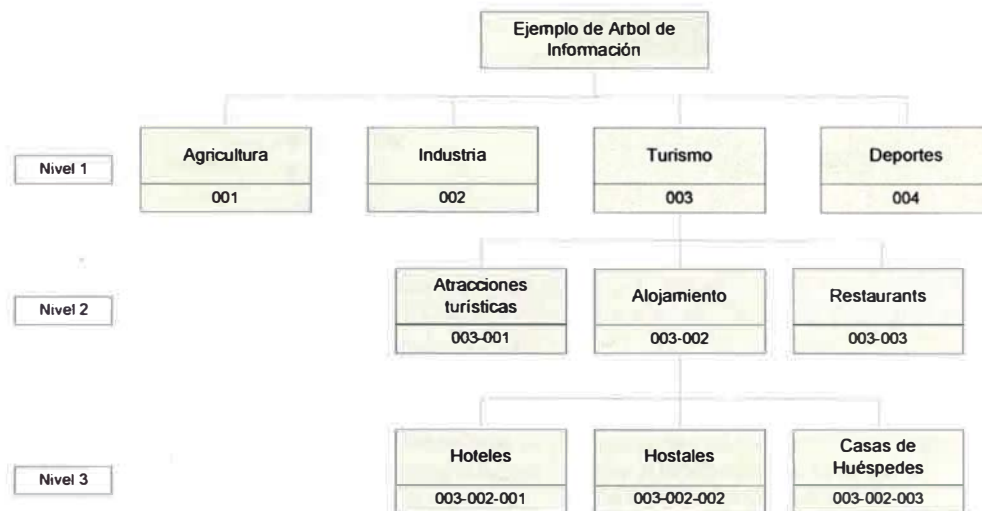 Ejemplo de Arbol de
Información
Nivel 1
Agricultura
001
Industria
002
Turismo
003
Deportes
004
Nivel 2
Atracciones
turísticas
003-001
Alojamiento
003-002
Restaurants
003-003
Nivel 3
Hoteles
003-002-001
Hostales
003-002-002
Casas de
Huéspedes
003-002-003